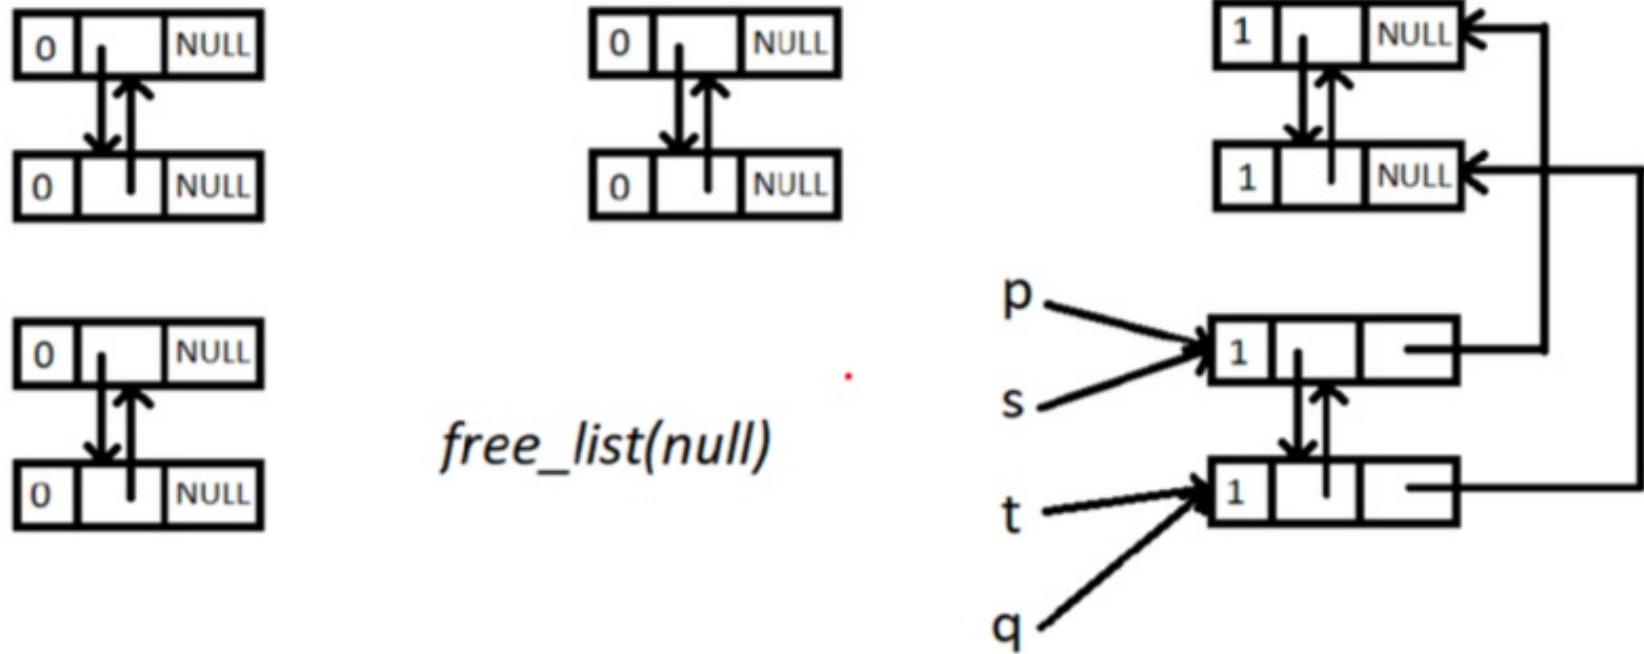 0 NULL 0 NULL 1 NULL
0 NULL 0 NULL 1 NULL
p
0 NULL 1
s
free_list(null)
0 NULL t 1
q